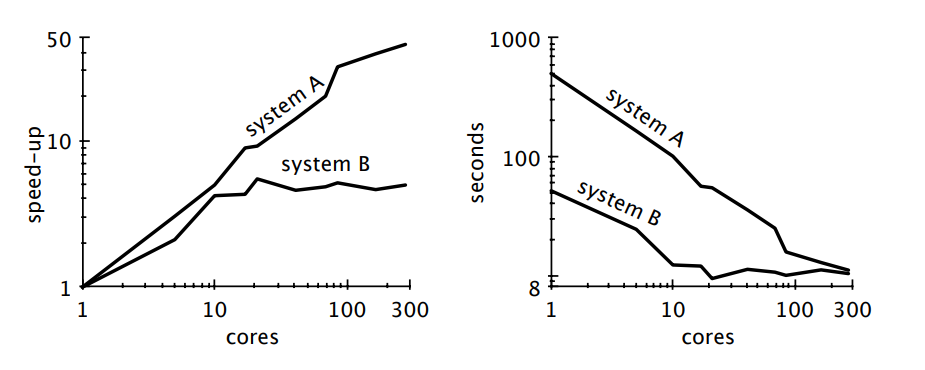 50
10
1
speed-up
system A
system B
1 10 100 300
cores
1000
100
8
seconds
system A
system B
1 10 100 300
cores